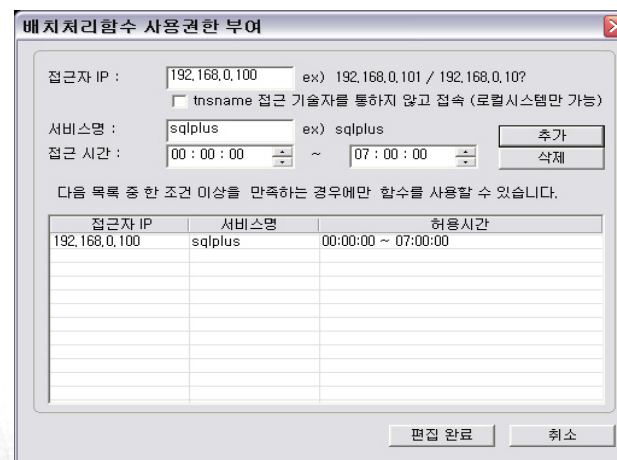 배치처리함수 사용권한 부여
접근자 IP : 192,168,0,100 ex) 192,168,0,101 / 192,168,0,10?
tnsname 접근 기술자를 통하지 않고 접속 (로컬시스템만 가능)
서비스명 : sqlplus ex) sqlplus 추가
접근 시간 : 00 : 00 : 00 ~ 07 : 00 : 00 삭제
다음 목록 중 한 조건 이상을 만족하는 경우에만 함수를 사용할 수 있습니다.
접근자 IP 서비스명 허용시간
192,168,0,100 sqlplus 00:00:00 ~ 07:00:00
편집 완료 취소